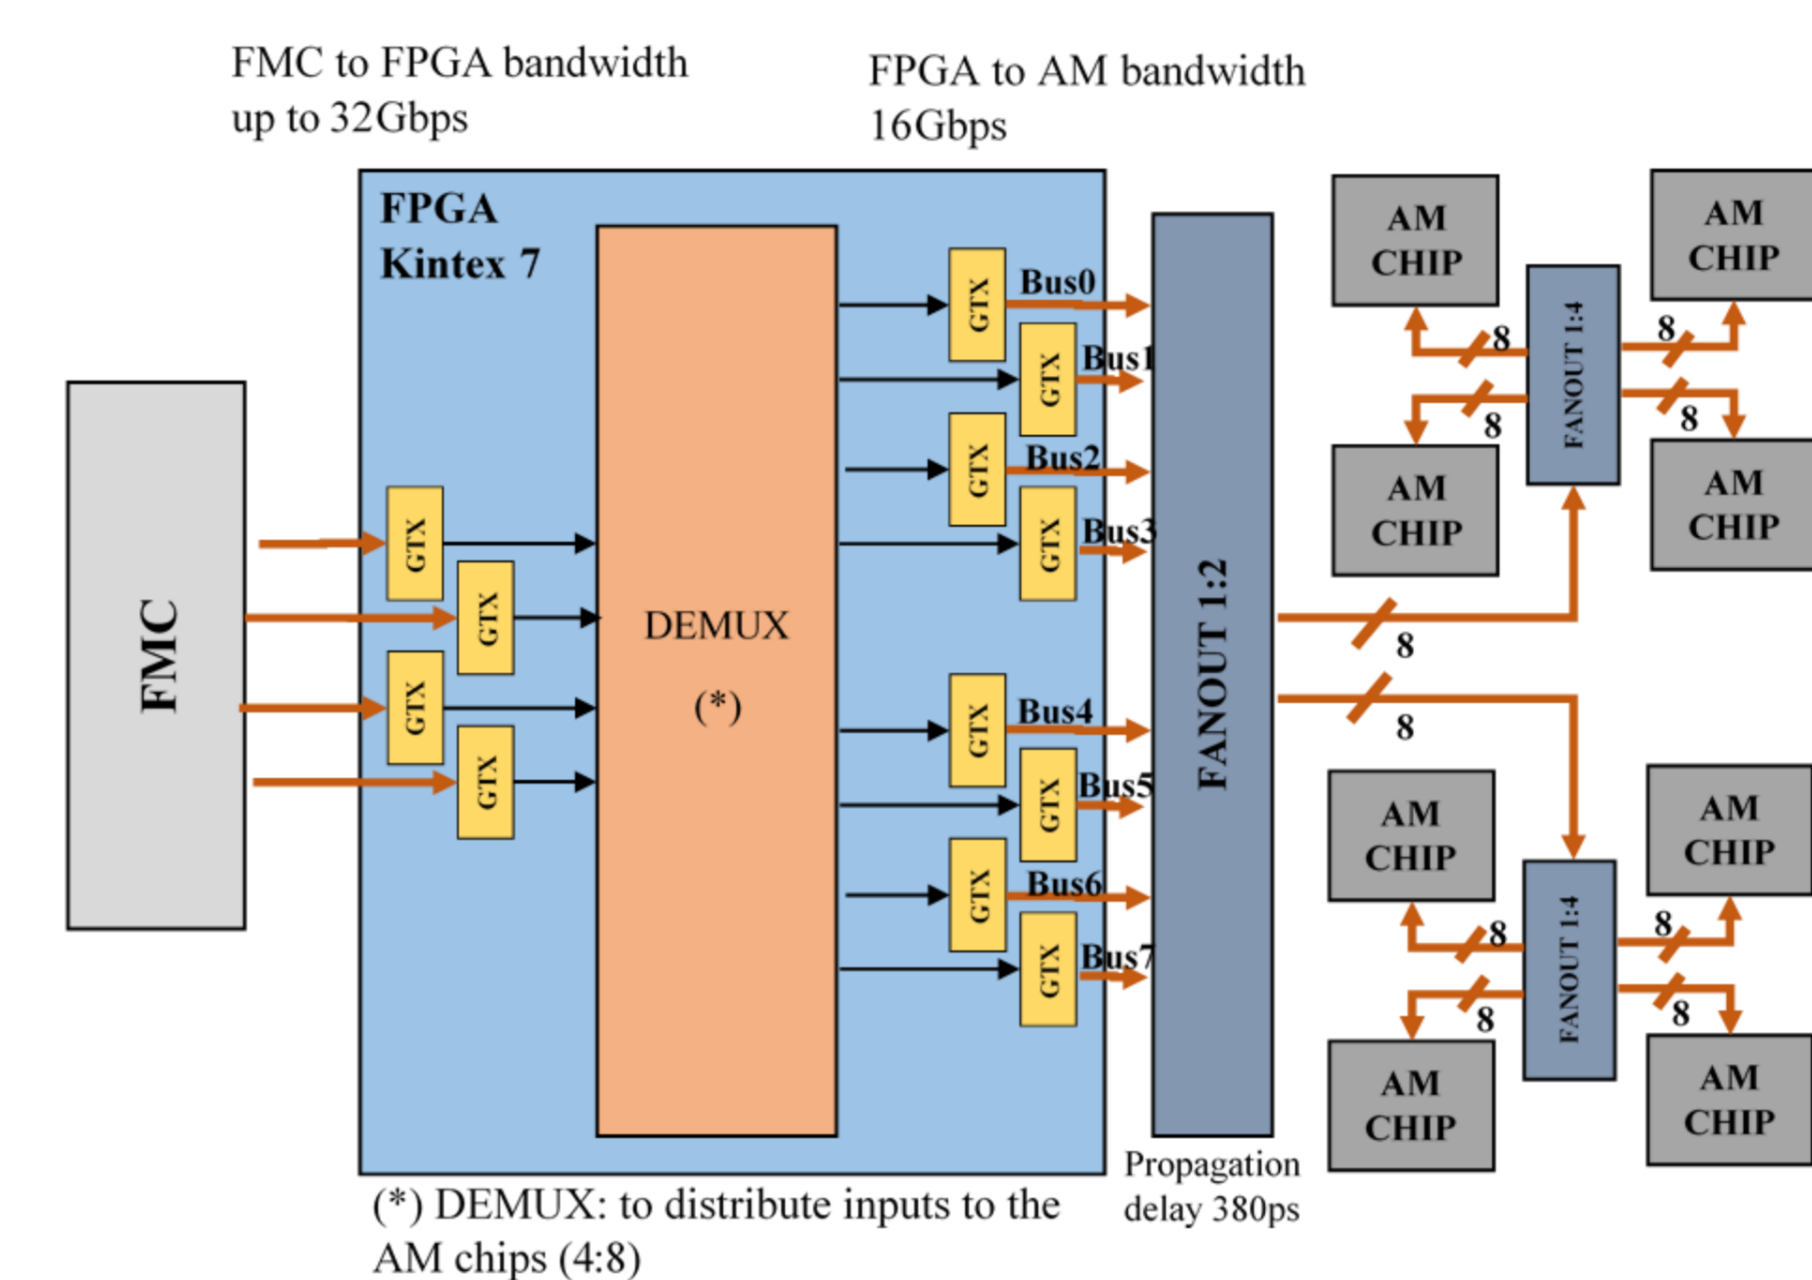 FMC to FPGA bandwidth
up to 32Gbps
FPGA to AM bandwidth
16Gbps
FPGA
Kintex 7
FMC
GTX
GTX
GTX
GTX
DEMUX
(*)
GTX
Bus0
GTX
Bus1
GTX
Bus2
GTX
Bus3
GTX
Bus4
GTX
Bus5
GTX
Bus6
GTX
Bus7
FANOUT 1:2
Propagation
delay 380ps
8
8
AM
CHIP
AM
CHIP
8
8
FANOUT 1:4
8
8
AM
CHIP
AM
CHIP
AM
CHIP
AM
CHIP
8
8
FANOUT 1:4
8
8
AM
CHIP
AM
CHIP
(*) DEMUX: to distribute inputs to the
AM chips (4:8)